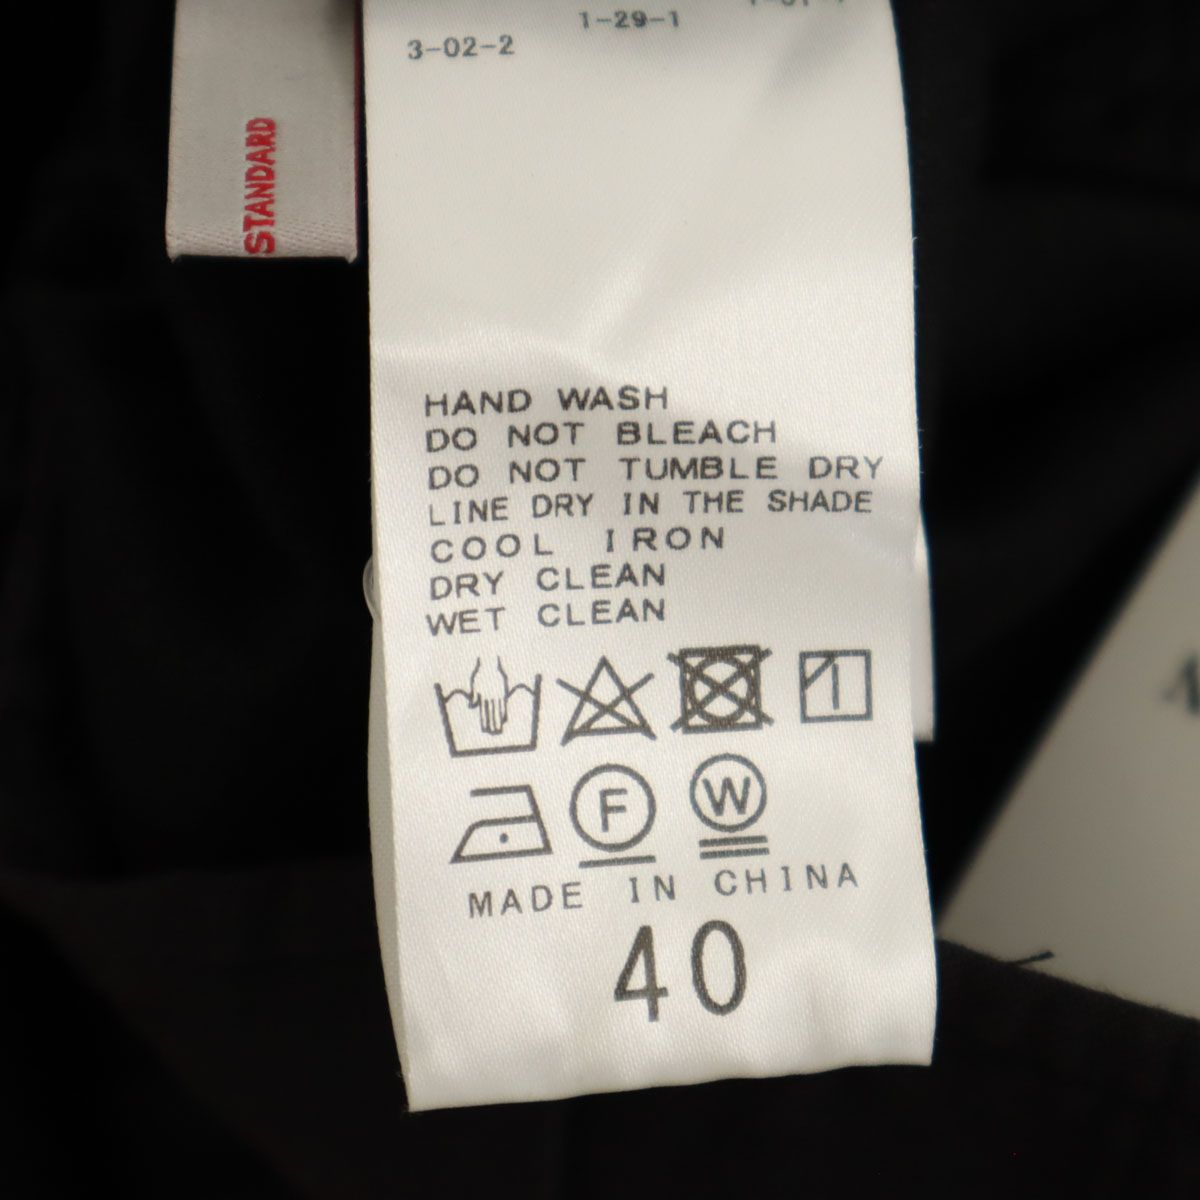 1-29-1
3-02-2
STANDARD
HAND WASH
DO NOT BLEACH
DO NOT TUMBLE DRY
LINE DRY IN THE SHADE
COOL IRON
DRY CLEAN
WET CLEAN
F W
MADE IN CHINA
40